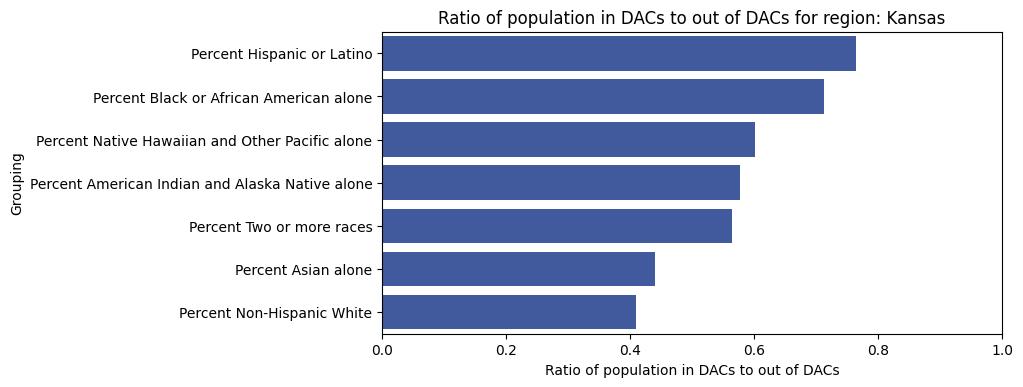 Ratio of population in DACs to out of DACs for region: Kansas
Percent Hispanic or Latino
Percent Black or African American alone
Percent Native Hawaiian and Other Pacific alone
Percent American Indian and Alaska Native alone
Percent Two or more races
Percent Asian alone
Percent Non-Hispanic White
Grouping
0.0 0.2 0.4 0.6 0.8 1.0
Ratio of population in DACs to out of DACs